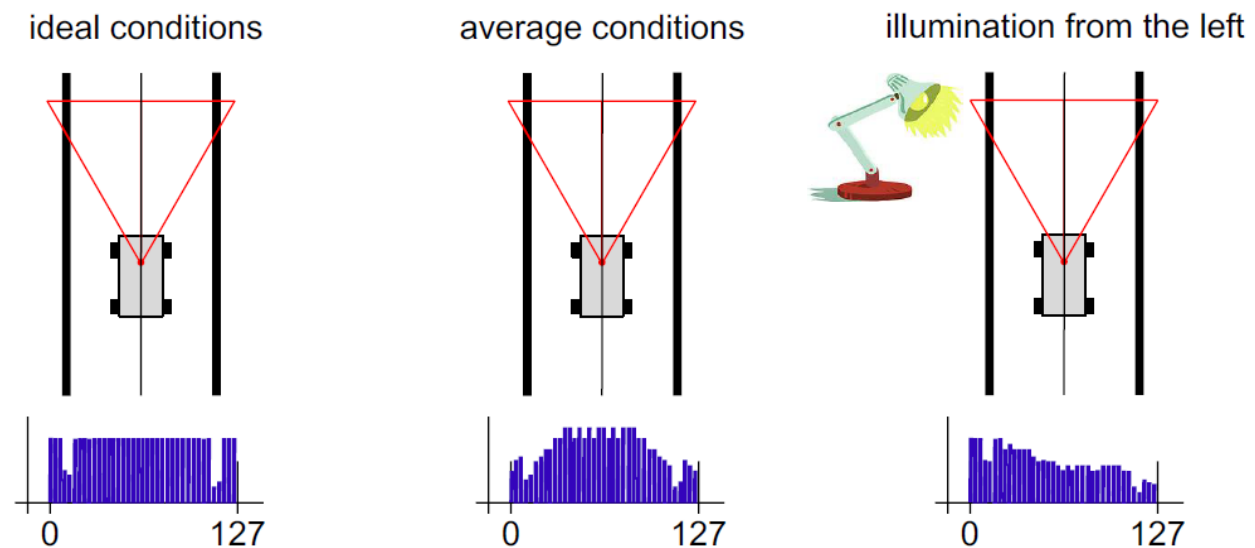 ideal conditions
average conditions
illumination from the left
0
127
0
127
0
127